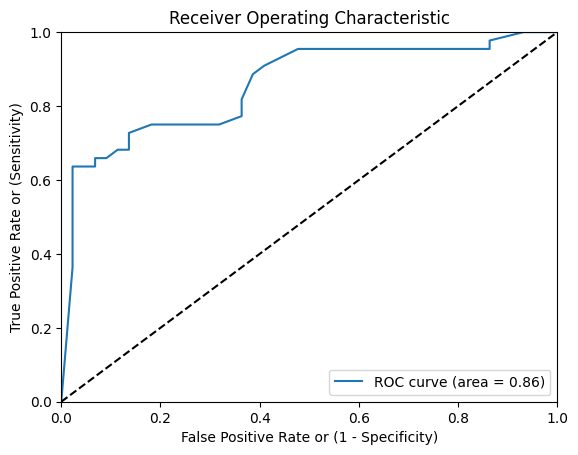 Receiver Operating Characteristic
1.0
0.8
0.6
0.4
0.2
0.0
True Positive Rate or (Sensitivity)
ROC curve (area = 0.86)
0.0 0.2 0.4 0.6 0.8 1.0
False Positive Rate or (1 - Specificity)